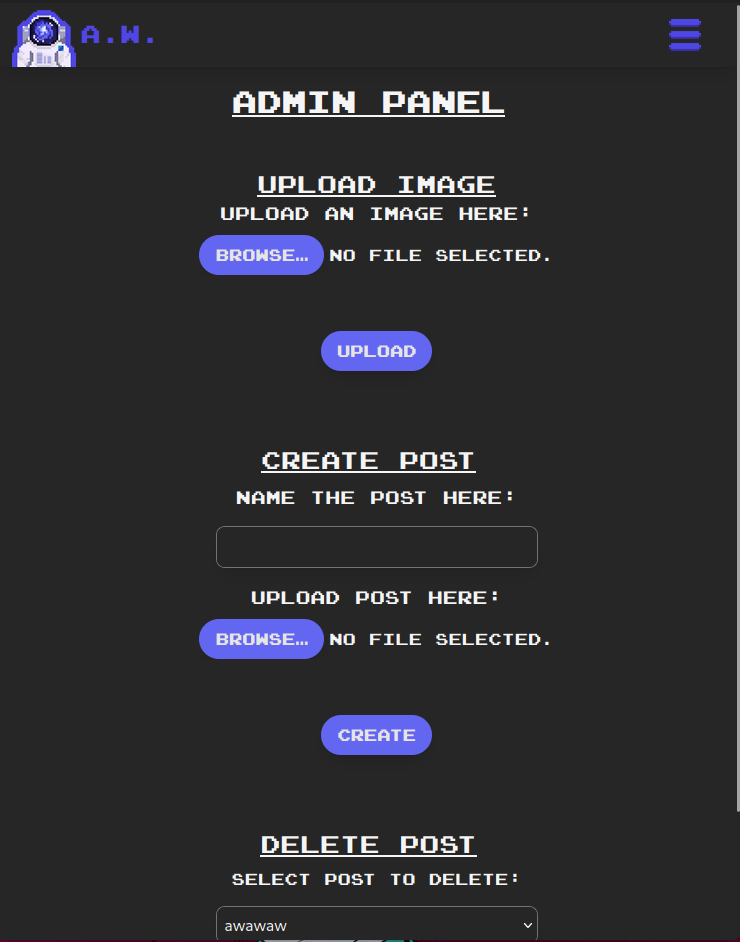 A.W.
ADMIN PANEL
UPLOAD IMAGE
UPLOAD AN IMAGE HERE:
BROWSE… NO FILE SELECTED.
UPLOAD
CREATE POST
NAME THE POST HERE:
UPLOAD POST HERE:
BROWSE… NO FILE SELECTED.
CREATE
DELETE POST
SELECT POST TO DELETE:
awawaw